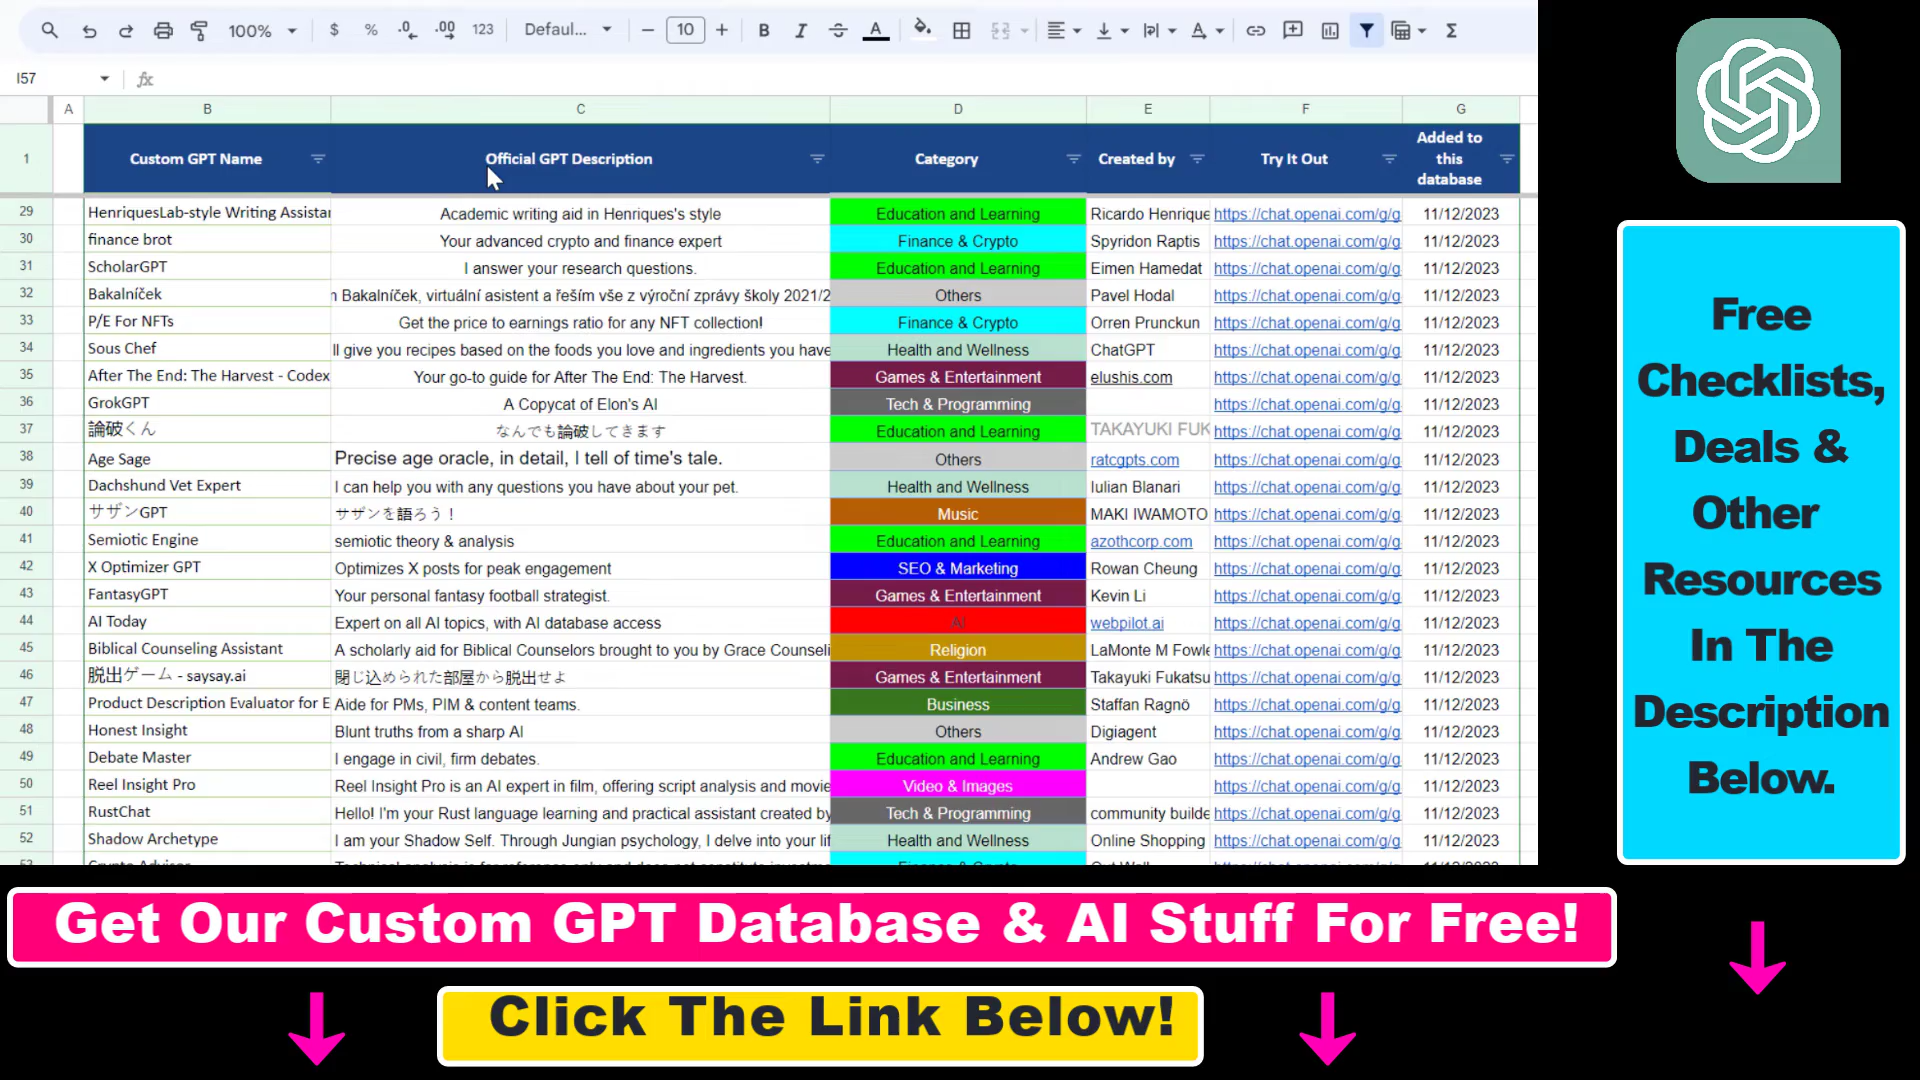 100% $ % .0 .00 123 Defaul... 10 B I A A Σ
I57 fx
A B C D E F G
1 Custom GPT Name Official GPT Description Category Created by Try It Out Added to this database
29 HenriquesLab-style Writing Assistar Academic writing aid in Henriques's style Education and Learning Ricardo Henrique https://chat.openai.com/g/g 11/12/2023
30 finance brot Your advanced crypto and finance expert Finance & Crypto Spyridon Raptis https://chat.openai.com/g/g 11/12/2023
31 ScholarGPT I answer your research questions. Education and Learning Eimen Hamedat https://chat.openai.com/g/g 11/12/2023
32 Bakalníček Bakalníček, virtuální asistent a řeším vše z výroční zprávy školy 2021/2 Others Pavel Hodal https://chat.openai.com/g/g 11/12/2023
33 P/E For NFTs Get the price to earnings ratio for any NFT collection! Finance & Crypto Orren Prunckun https://chat.openai.com/g/g 11/12/2023
34 Sous Chef ll give you recipes based on the foods you love and ingredients you have Health and Wellness ChatGPT https://chat.openai.com/g/g 11/12/2023
35 After The End: The Harvest - Codex Your go-to guide for After The End: The Harvest. Games & Entertainment elushis.com https://chat.openai.com/g/g 11/12/2023
36 GrokGPT A Copycat of Elon's AI Tech & Programming https://chat.openai.com/g/g 11/12/2023
37 論破くん なんでも論破してきます Education and Learning TAKAYUKI FUK https://chat.openai.com/g/g 11/12/2023
38 Age Sage Precise age oracle, in detail, I tell of time's tale. Others ratcgpts.com https://chat.openai.com/g/g 11/12/2023
39 Dachshund Vet Expert I can help you with any questions you have about your pet. Health and Wellness Iulian Blanari https://chat.openai.com/g/g 11/12/2023
40 サザンGPT サザンを語ろう！ Music MAKI IWAMOTO https://chat.openai.com/g/g 11/12/2023
41 Semiotic Engine semiotic theory & analysis Education and Learning azothcorp.com https://chat.openai.com/g/g 11/12/2023
42 X Optimizer GPT Optimizes X posts for peak engagement SEO & Marketing Rowan Cheung https://chat.openai.com/g/g 11/12/2023
43 FantasyGPT Your personal fantasy football strategist. Games & Entertainment Kevin Li https://chat.openai.com/g/g 11/12/2023
44 AI Today Expert on all AI topics, with AI database access AI webpilot.ai https://chat.openai.com/g/g 11/12/2023
45 Biblical Counseling Assistant A scholarly aid for Biblical Counselors brought to you by Grace Counseli Religion LaMonte M Fowle https://chat.openai.com/g/g 11/12/2023
46 脱出ゲーム - saysay.ai 閉じ込められた部屋から脱出せよ Games & Entertainment Takayuki Fukatsu https://chat.openai.com/g/g 11/12/2023
47 Product Description Evaluator for E Aide for PMs, PIM & content teams. Business Staffan Ragnö https://chat.openai.com/g/g 11/12/2023
48 Honest Insight Blunt truths from a sharp AI Others Digiagent https://chat.openai.com/g/g 11/12/2023
49 Debate Master I engage in civil, firm debates. Education and Learning Andrew Gao https://chat.openai.com/g/g 11/12/2023
50 Reel Insight Pro Reel Insight Pro is an AI expert in film, offering script analysis and movie Video & Images https://chat.openai.com/g/g 11/12/2023
51 RustChat Hello! I'm your Rust language learning and practical assistant created by Tech & Programming community builde https://chat.openai.com/g/g 11/12/2023
52 Shadow Archetype I am your Shadow Self. Through Jungian psychology, I delve into your lif Health and Wellness Online Shopping https://chat.openai.com/g/g 11/12/2023
Free
Checklists,
Deals &
Other
Resources
In The
Description
Below.
Get Our Custom GPT Database & AI Stuff For Free!
Click The Link Below!